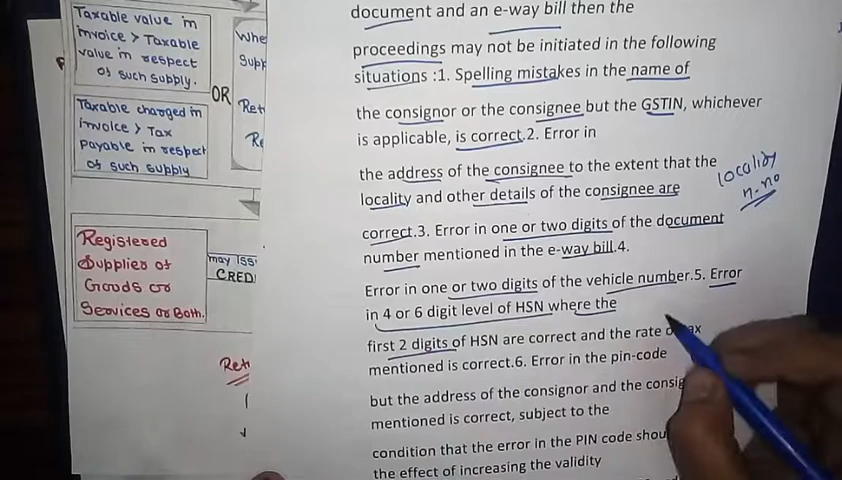 Taxable value in
invoice > Taxable
value in respect
of such supply.
OR
Taxable charged in
invoice > Tax
Payable in respect
of such supply
Supp
Registered
Supplies of
Goods or
Services or Both.
may Iss
CREDI
document and an e-way bill then the
proceedings may not be initiated in the following
situations :1. Spelling mistakes in the name of
the consignor or the consignee but the GSTIN, whichever
is applicable, is correct.2. Error in
the address of the consignee to the extent that the
locality and other details of the consignee are
correct.3. Error in one or two digits of the document
number mentioned in the e-way bill.4.
Error in one or two digits of the vehicle number.5. Error
in 4 or 6 digit level of HSN where the
first 2 digits of HSN are correct and the rate
mentioned is correct.6. Error in the pin-code
but the address of the consignor and the consig
mentioned is correct, subject to the
condition that the error in the PIN code shou
the effect of increasing the validity
locality